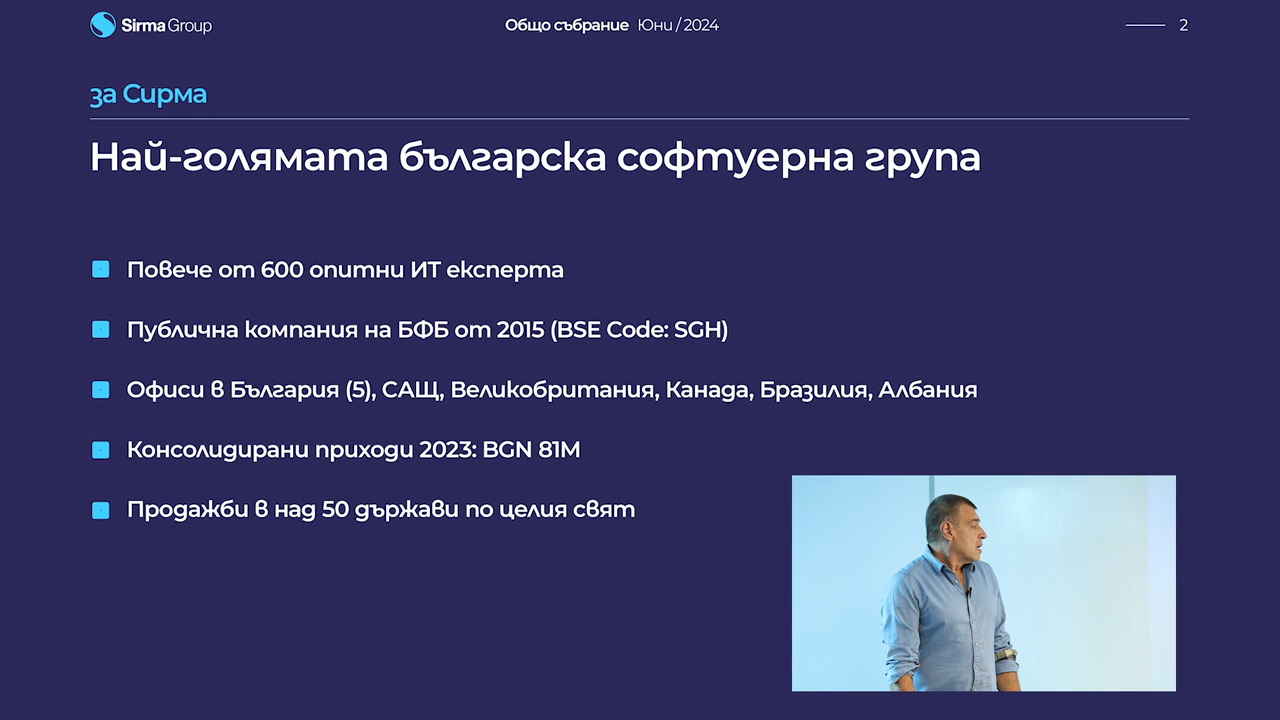 Sirma Group
Общо събрание Юни / 2024
2
за Сирма
Най-голямата българска софтуерна група
Повече от 600 опитни ИТ експерта
Публична компания на БФБ от 2015 (BSE Code: SGH)
Офиси в България (5), САЩ, Великобритания, Канада, Бразилия, Албания
Консолидирани приходи 2023: BGN 81M
Продажби в над 50 държави по целия свят